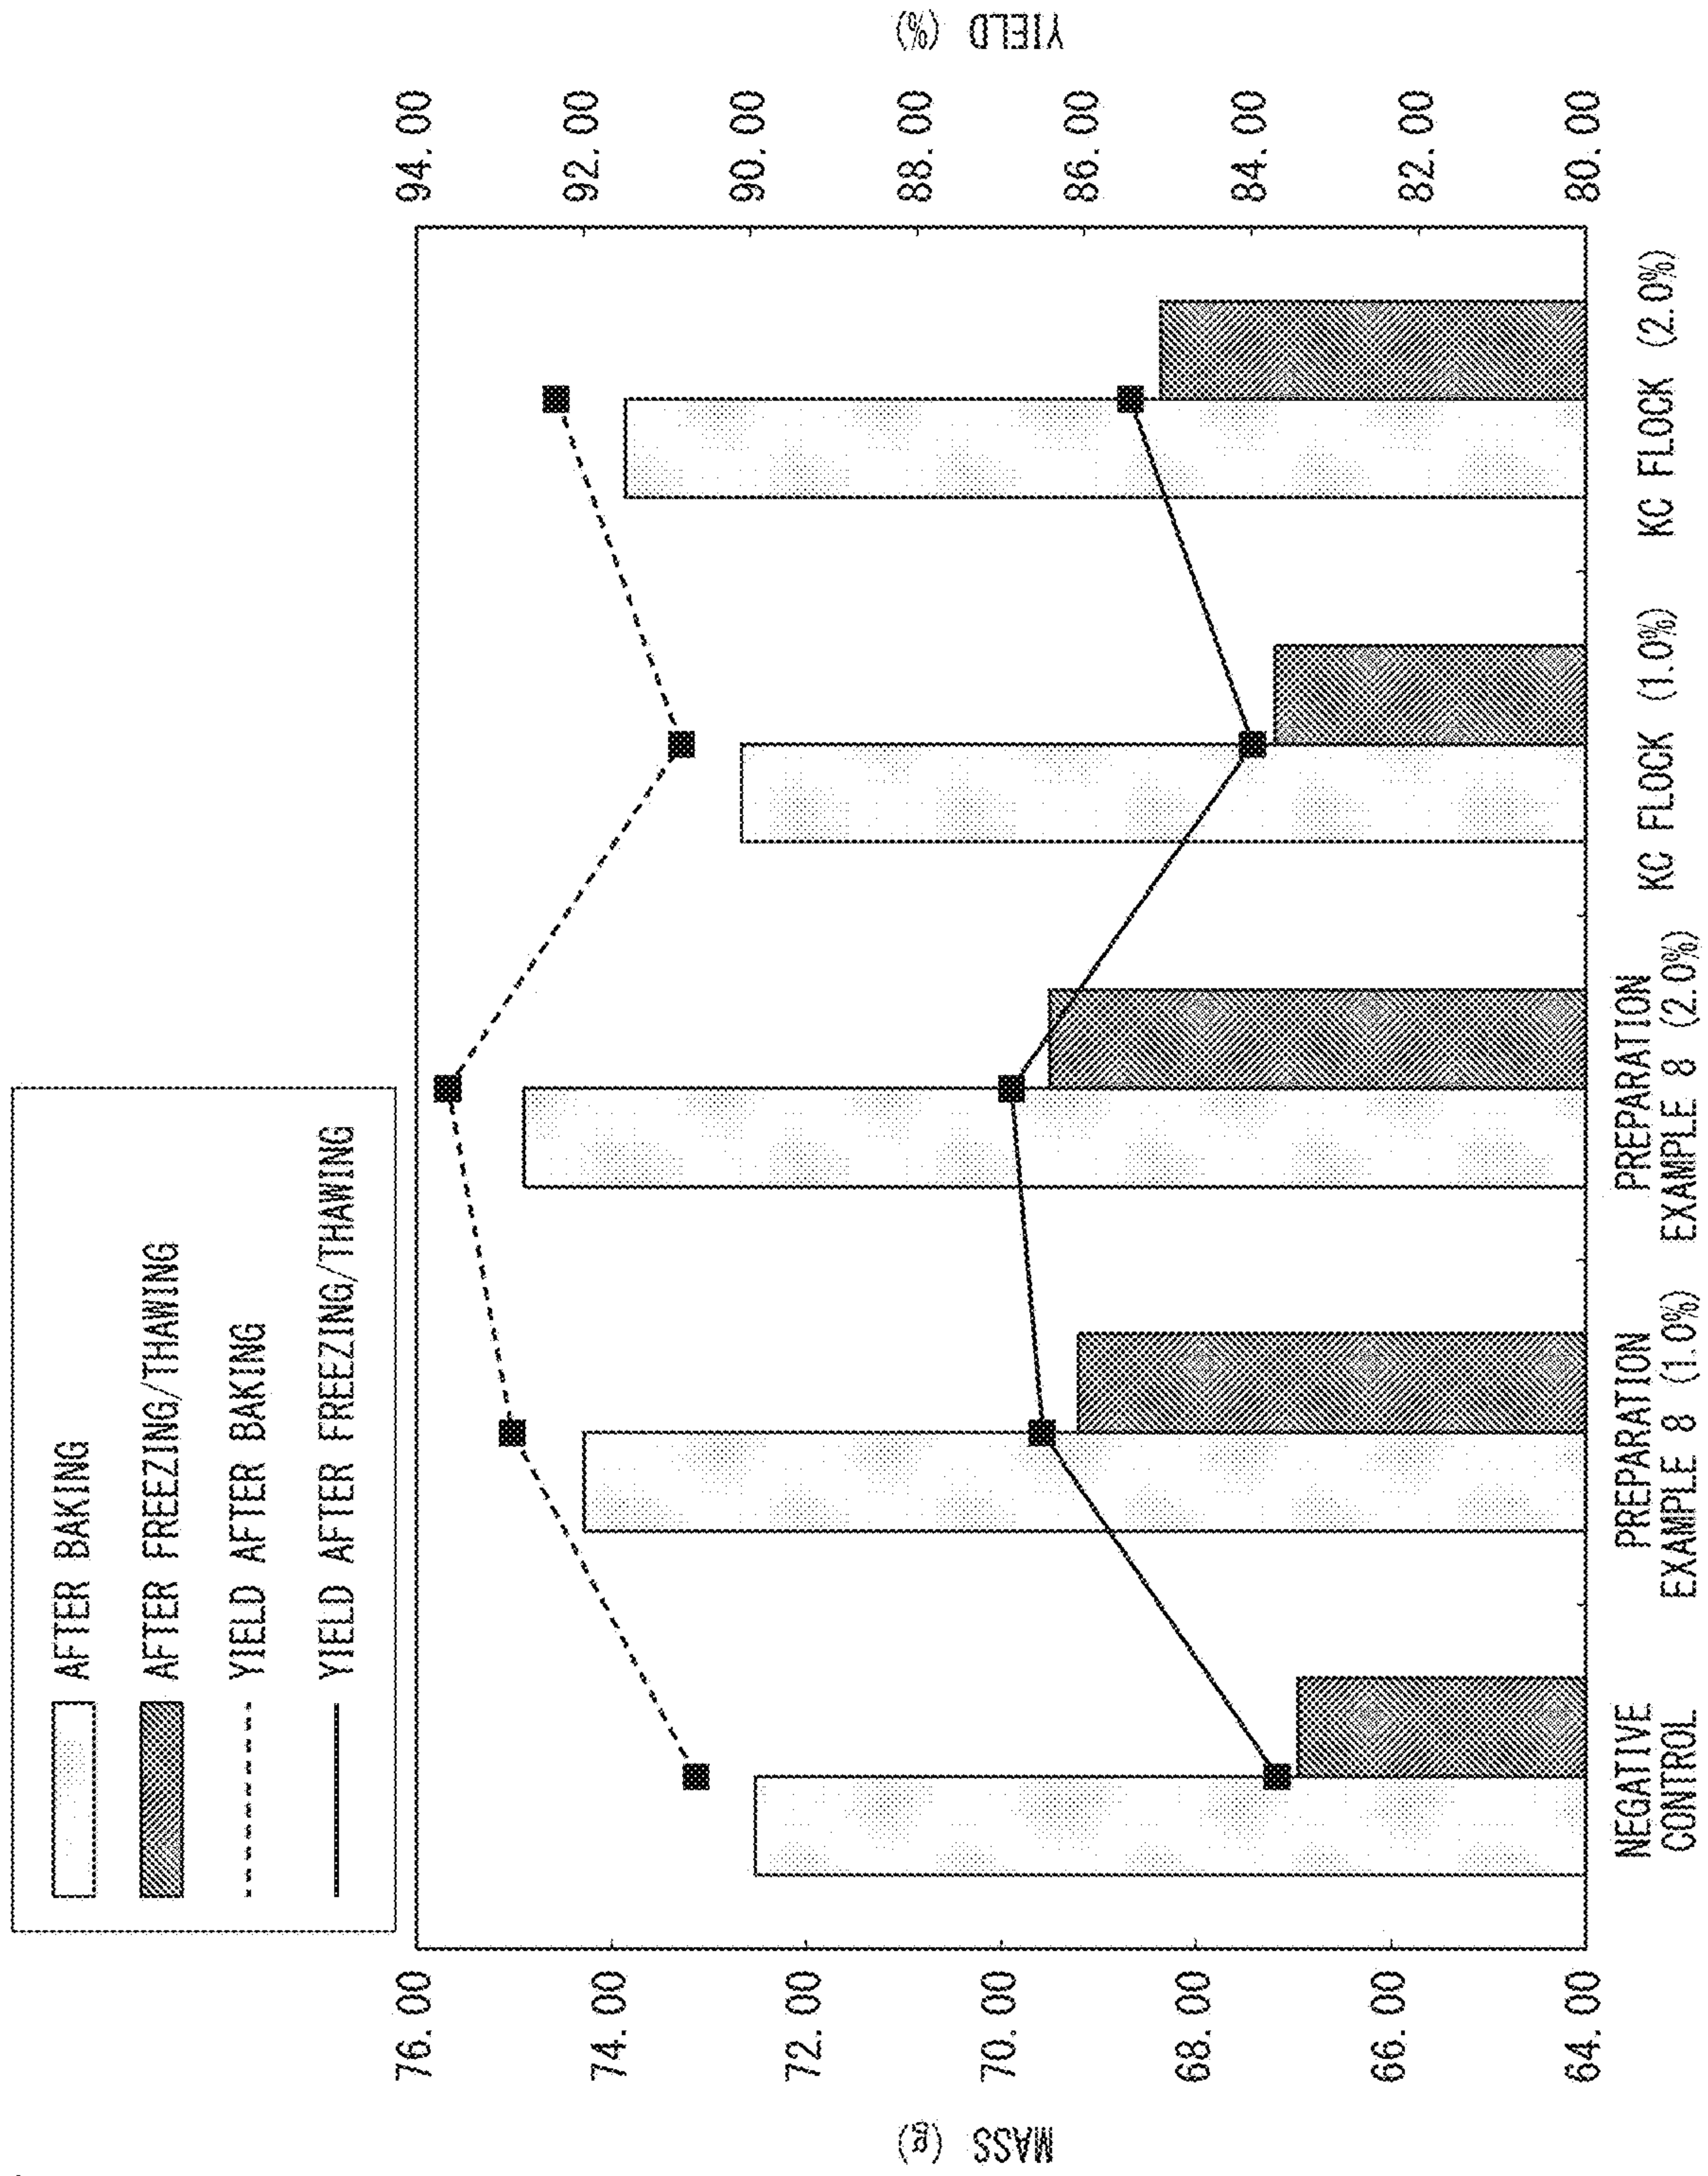 AFTER BAKING
AFTER FREEZING/THAWING
YIELD AFTER BAKING
YIELD AFTER FREEZING/THAWING
MASS (g)
76.00
74.00
72.00
70.00
68.00
66.00
64.00
YIELD (%)
94.00
92.00
90.00
88.00
86.00
84.00
82.00
80.00
NEGATIVE
CONTROL
PREPARATION
EXAMPLE 8 (1.0%)
PREPARATION
EXAMPLE 8 (2.0%)
KC FLOCK (1.0%)
KC FLOCK (2.0%)